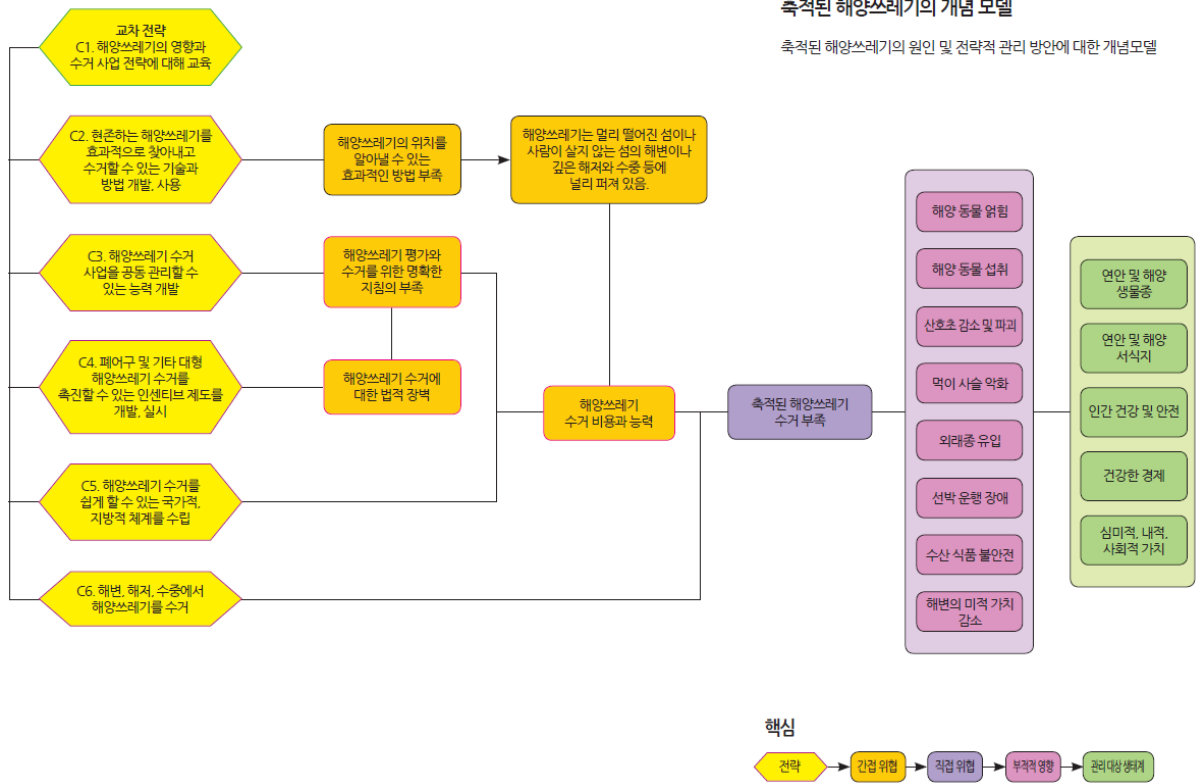 축적된 해양쓰레기의 개념 모델
축적된 해양쓰레기의 원인 및 전략적 관리 방안에 대한 개념모델
교차 전략
C1. 해양쓰레기의 영향과
수거 사업 전략에 대해 교육
C2. 현존하는 해양쓰레기를
효과적으로 찾아내고
수거할 수 있는 기술과
방법 개발, 사용
해양쓰레기의 위치를
알아낼 수 있는
효과적인 방법 부족
해양쓰레기는 멀리 떨어진 섬이나
사람이 살지 않는 섬의 해변이나
깊은 해저와 수중 등에
널리 퍼져 있음.
C3. 해양쓰레기 수거
사업을 공동 관리할 수
있는 능력 개발
해양쓰레기 평가와
수거를 위한 명확한
지침의 부족
C4. 폐어구 및 기타 대형
해양쓰레기 수거를
촉진할 수 있는 인센티브 제도를
개발, 실시
해양쓰레기 수거에
대한 법적 장벽
해양쓰레기
수거 비용과 능력
축적된 해양쓰레기
수거 부족
C5. 해양쓰레기 수거를
쉽게 할 수 있는 국가적,
지방적 체계를 수립
C6. 해변, 해저, 수중에서
해양쓰레기를 수거
해양 동물 얽힘
해양 동물 섭취
산호초 감소 및 파괴
먹이 사슬 악화
외래종 유입
선박 운행 장애
수산 식품 불안전
해변의 미적 가치
감소
연안 및 해양
생물종
연안 및 해양
서식지
인간 건강 및 안전
건강한 경제
심미적, 내적,
사회적 가치
핵심
전략
간접 위협
직접 위협
부적적 영향
관리 대상 생태계